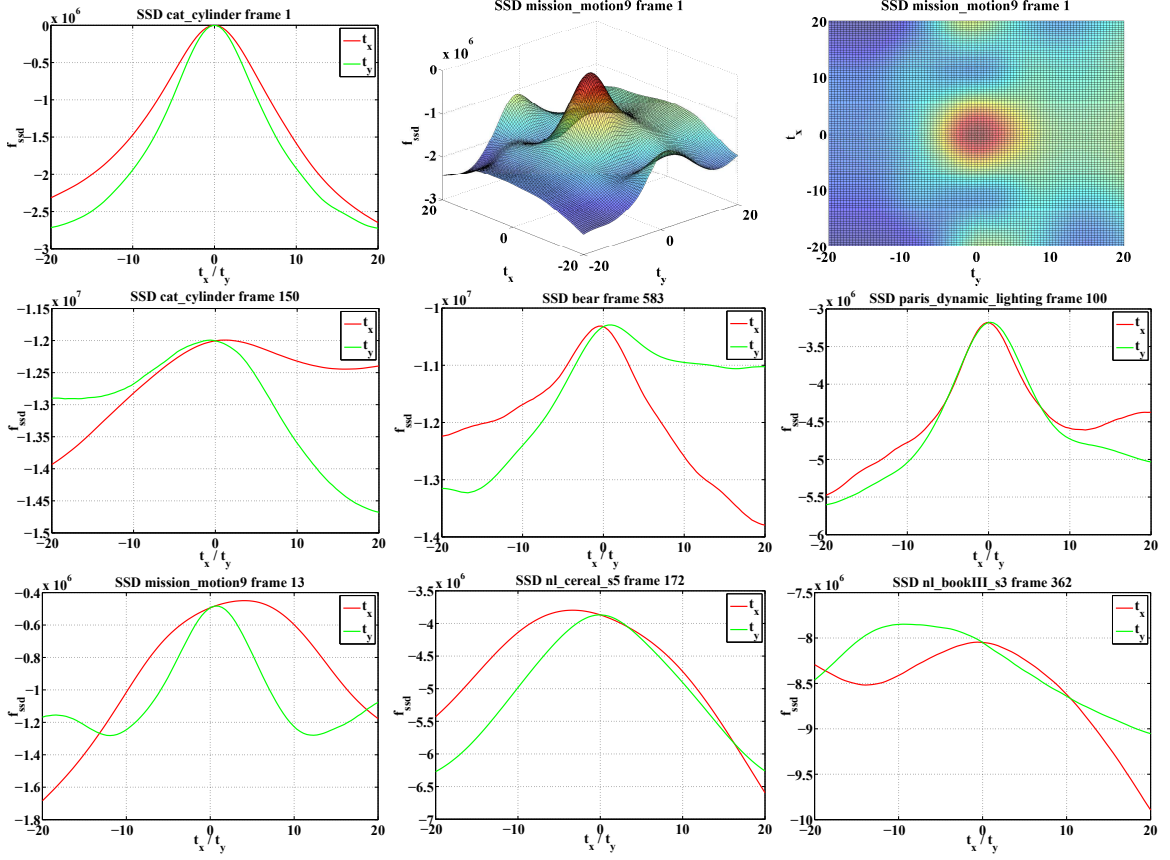 SSD cat_cylinder frame 1
x 10^6
0
−0.5
−1
−1.5
−2
−2.5
−3
f_ssd
−20 −10 0 10 20
t_x / t_y
t_x
t_y
SSD mission_motion9 frame 1
x 10^6
0
-1
-2
-3
f_ssd
20
0
-20
t_x
-20
0
20
t_y
SSD mission_motion9 frame 1
20
10
0
-10
-20
t_x
-20 -10 0 10 20
t_y
SSD cat_cylinder frame 150
x 10^7
−1.15
−1.2
−1.25
−1.3
−1.35
−1.4
−1.45
−1.5
f_ssd
−20 −10 0 10 20
t_x / t_y
t_x
t_y
SSD bear frame 583
x 10^7
−1
−1.1
−1.2
−1.3
−1.4
f_ssd
−20 −10 0 10 20
t_x / t_y
t_x
t_y
SSD paris_dynamic_lighting frame 100
x 10^6
−3
−3.5
−4
−4.5
−5
−5.5
−6
f_ssd
−20 −10 0 10 20
t_x / t_y
t_x
t_y
SSD mission_motion9 frame 13
x 10^6
−0.4
−0.6
−0.8
−1
−1.2
−1.4
−1.6
−1.8
f_ssd
−20 −10 0 10 20
t_x / t_y
t_x
t_y
SSD nl_cereal_s5 frame 172
x 10^6
−3.5
−4
−4.5
−5
−5.5
−6
−6.5
−7
f_ssd
−20 −10 0 10 20
t_x / t_y
t_x
t_y
SSD nl_bookIII_s3 frame 362
x 10^6
−7.5
−8
−8.5
−9
−9.5
−10
f_ssd
−20 −10 0 10 20
t_x / t_y
t_x
t_y